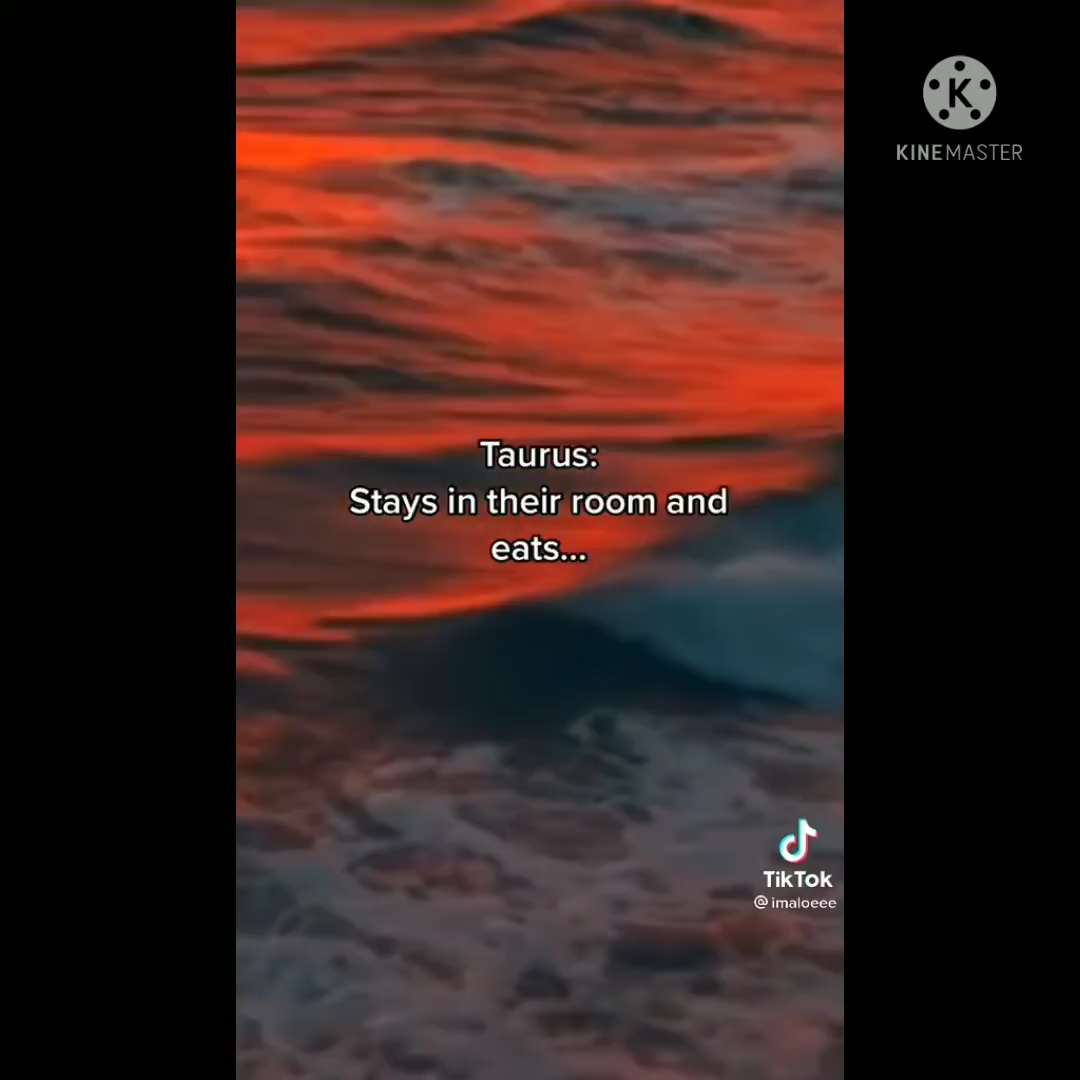 K
KINEMASTER
Taurus:
Stays in their room and
eats...
TikTok
@imaloeee